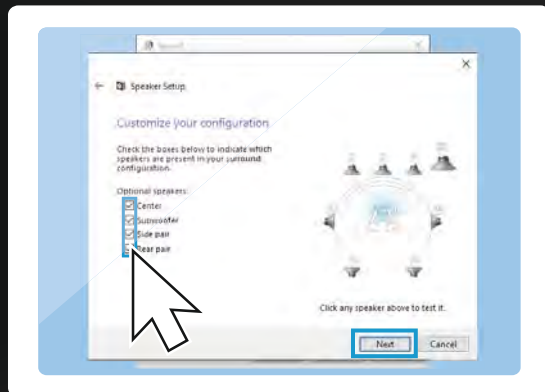 Speaker Setup
Customize your configuration
Check the boxes below to indicate which
speakers are present in your surround
configuration.
Optional speakers:
Center
Subwoofer
Side pair
Rear pair
Click any speaker above to test it.
Next
Cancel